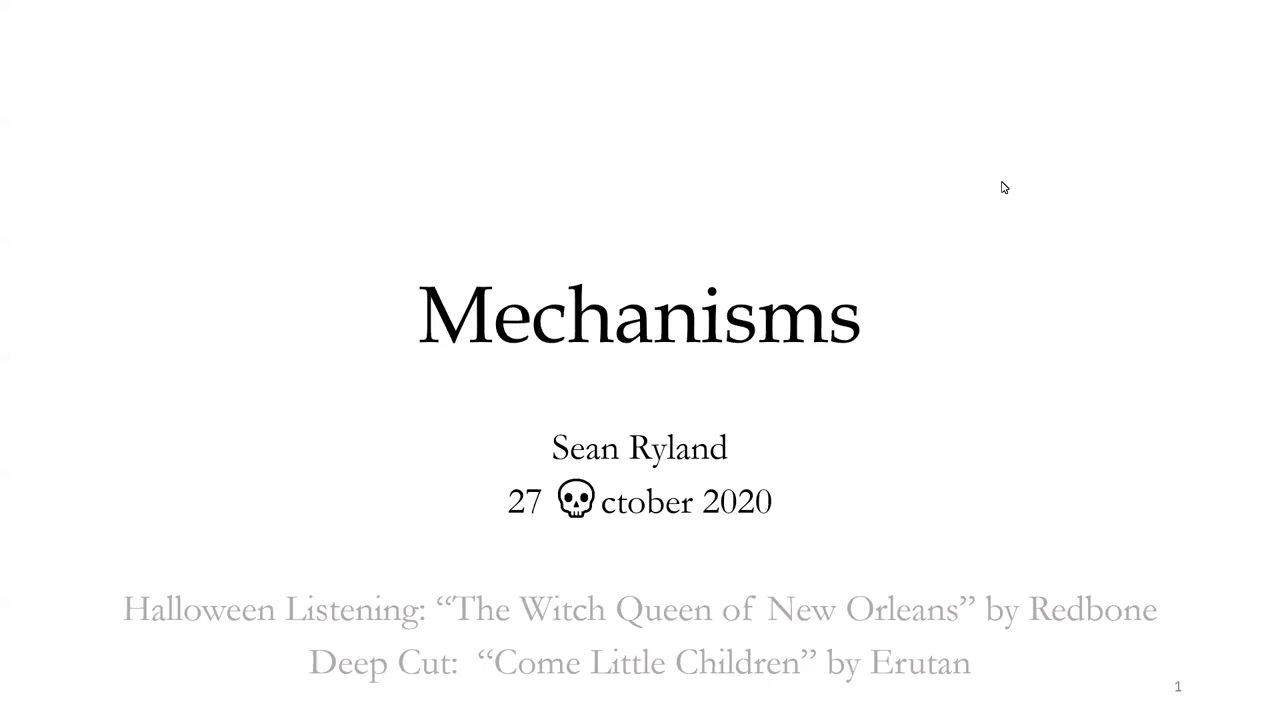 Mechanisms
Sean Ryland
27 💀ctober 2020
Halloween Listening: “The Witch Queen of New Orleans” by Redbone
Deep Cut: “Come Little Children” by Erutan
1